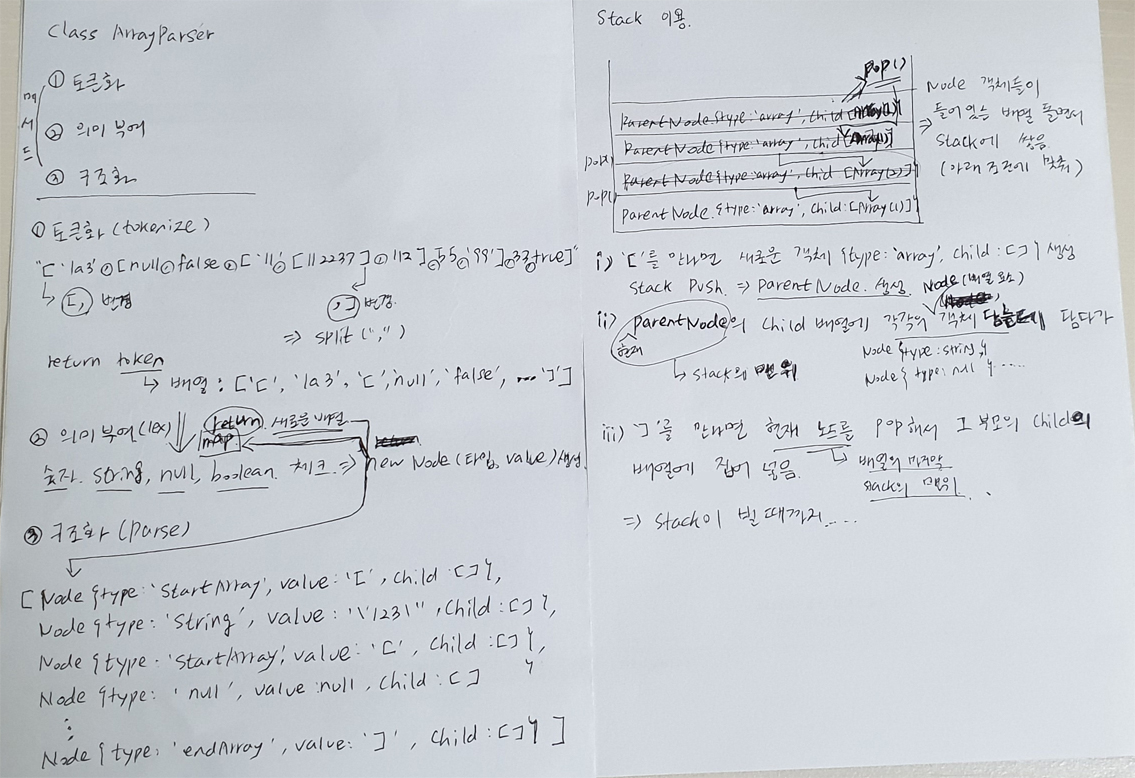 Class ArrayParser
메서드
① 토큰화
② 의미 부여
③ 구조화
① 토큰화 (tokenize)
"['1a3',[null,false,['11',[112237],112],55,'99'],33,true]"
[, 변경
,] 변경.
⇒ split(",")
return token
배열 : ['[', '1a3', '[', 'null', 'false', .... ']']
② 의미 부여(lex)
return 새로운 배열
map
숫자. string, null, boolean 체크 ⇒ new Node (타입, value) 생성.
③ 구조화 (parse)
[Node {type: 'StartArray', value: '[', child []},
Node {type: 'String', value: '\'123\'', child: []},
Node {type: 'startArray', value: '[', child: []},
Node {type: 'null', value: null, child: []}
⋮
Node {type: 'endArray', value: ']', child: []} ]
Stack 이용.
pop()
ParentNode {type: 'array', child [Array(1)]}
ParentNode {type: 'array', child [Array(1)]}
pop()
ParentNode {type: 'array', child [Array(2)]}
pop()
ParentNode. {type: 'array', child: [Array(1)]}
Node 객체들이
⇒ 들어 있는 배열 돌면서
Stack에 쌓음
(아래 조건에 맞춰)
i) '['를 만나면 새로운 객체 {type: 'array', child: []} 생성
Stack push. ⇒ ParentNode. 생성.
Node(배열 요소)
ii) parentNode의 child 배열에 각각의 객체 담다가
현재
Stack의 맨 위
Node {type: string}
Node {type: null} .....
iii) ']'를 만나면 현재 노드를 pop해서 그 부모의 child의
배열에 집어 넣음.
배열의 마지막
stack의 맨위
⇒ Stack이 빌 때까지.....